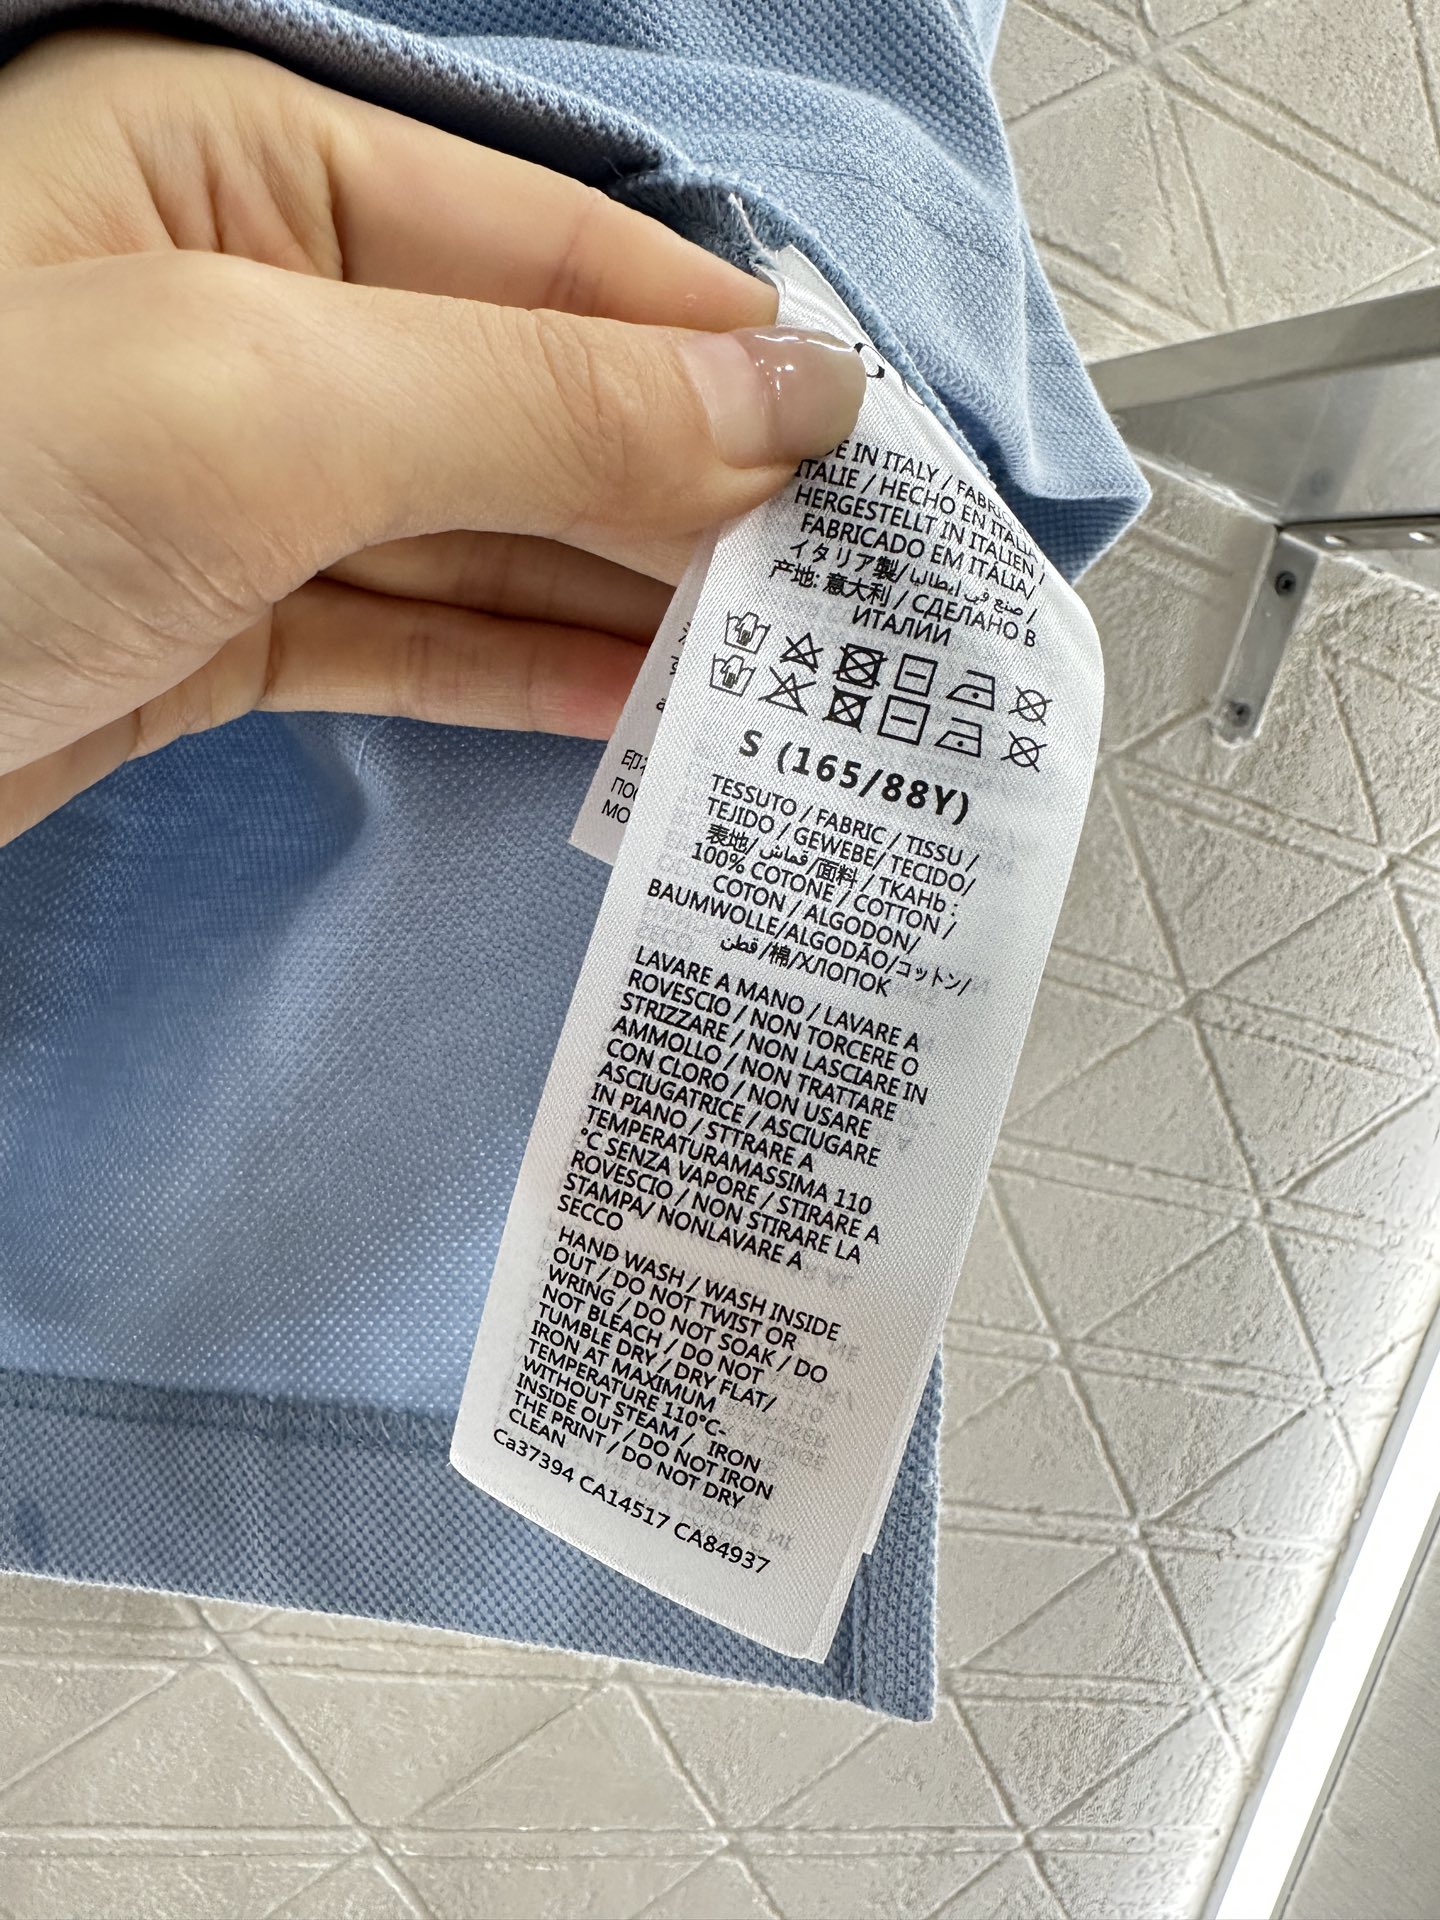 IN ITALY / FABRIQUÉ
ITALIE / HECHO EN ITALIA
HERGESTELLT IN ITALIEN /
FABRICADO EM ITÁLIA/
イタリア製/صنع في إيطاليا /
产地: 意大利 / СДЕЛАНО В
ИТАЛИИ
S (165/88Y)
TESSUTO / FABRIC / TISSU /
TEJIDO / GEWEBE/ TECIDO/
表地/قماش/面料 / ТКАНЬ :
100% COTONE / COTTON /
COTON / ALGODON/
BAUMWOLLE/ALGODÃO/コットン/
قطن/棉/ХЛОПОК
LAVARE A MANO / LAVARE A
ROVESCIO / NON TORCERE O
STRIZZARE / NON LASCIARE IN
AMMOLLO / NON TRATTARE
CON CLORO / NON USARE
ASCIUGATRICE / ASCIUGARE
IN PIANO / STTRARE A
TEMPERATURAMASSIMA 110
°C SENZA VAPORE / STIRARE A
ROVESCIO / NON STIRARE LA
STAMPA/ NONLAVARE A
SECCO
HAND WASH / WASH INSIDE
OUT / DO NOT TWIST OR
WRING / DO NOT SOAK / DO
NOT BLEACH / DO NOT
TUMBLE DRY / DRY FLAT/
IRON AT MAXIMUM
TEMPERATURE 110°C-
WITHOUT STEAM / IRON
INSIDE OUT / DO NOT IRON
THE PRINT / DO NOT DRY
CLEAN
Ca37394 CA14517 CA84937